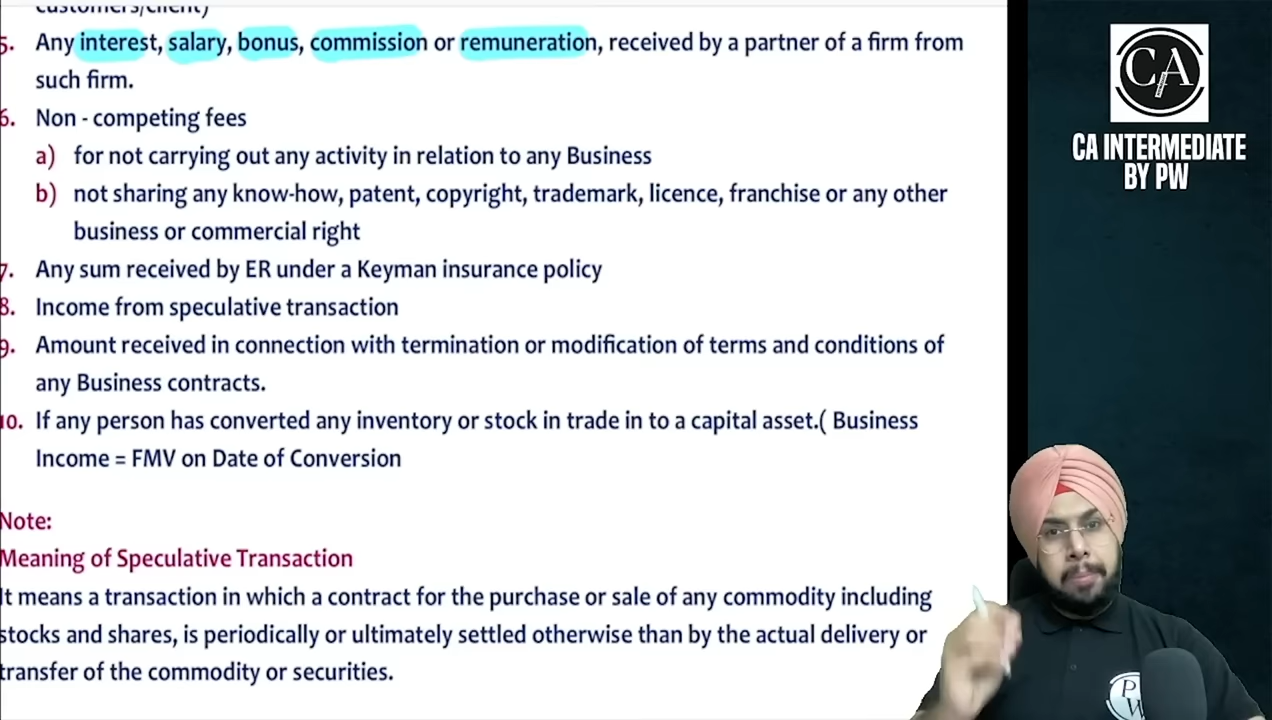 customers/client)
5. Any interest, salary, bonus, commission or remuneration, received by a partner of a firm from
such firm.
6. Non - competing fees
a) for not carrying out any activity in relation to any Business
b) not sharing any know-how, patent, copyright, trademark, licence, franchise or any other
business or commercial right
7. Any sum received by ER under a Keyman insurance policy
8. Income from speculative transaction
9. Amount received in connection with termination or modification of terms and conditions of
any Business contracts.
10. If any person has converted any inventory or stock in trade in to a capital asset.( Business
Income = FMV on Date of Conversion
Note:
Meaning of Speculative Transaction
It means a transaction in which a contract for the purchase or sale of any commodity including
stocks and shares, is periodically or ultimately settled otherwise than by the actual delivery or
transfer of the commodity or securities.
CA
CA INTERMEDIATE
BY PW
P
W